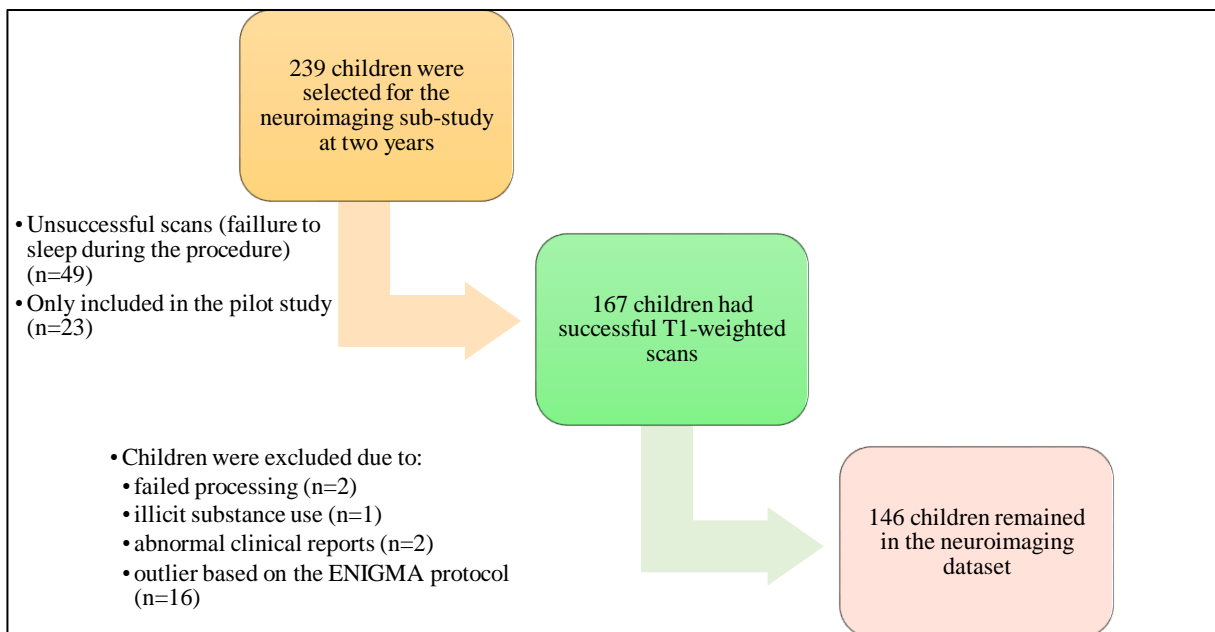 239 children were
selected for the
neuroimaging sub-study
at two years
• Unsuccessful scans (faillure to
sleep during the procedure)
(n=49)
• Only included in the pilot study
(n=23)
167 children had
successful T1-weighted
scans
• Children were excluded due to:
• failed processing (n=2)
• illicit substance use (n=1)
• abnormal clinical reports (n=2)
• outlier based on the ENIGMA protocol
(n=16)
146 children remained
in the neuroimaging
dataset